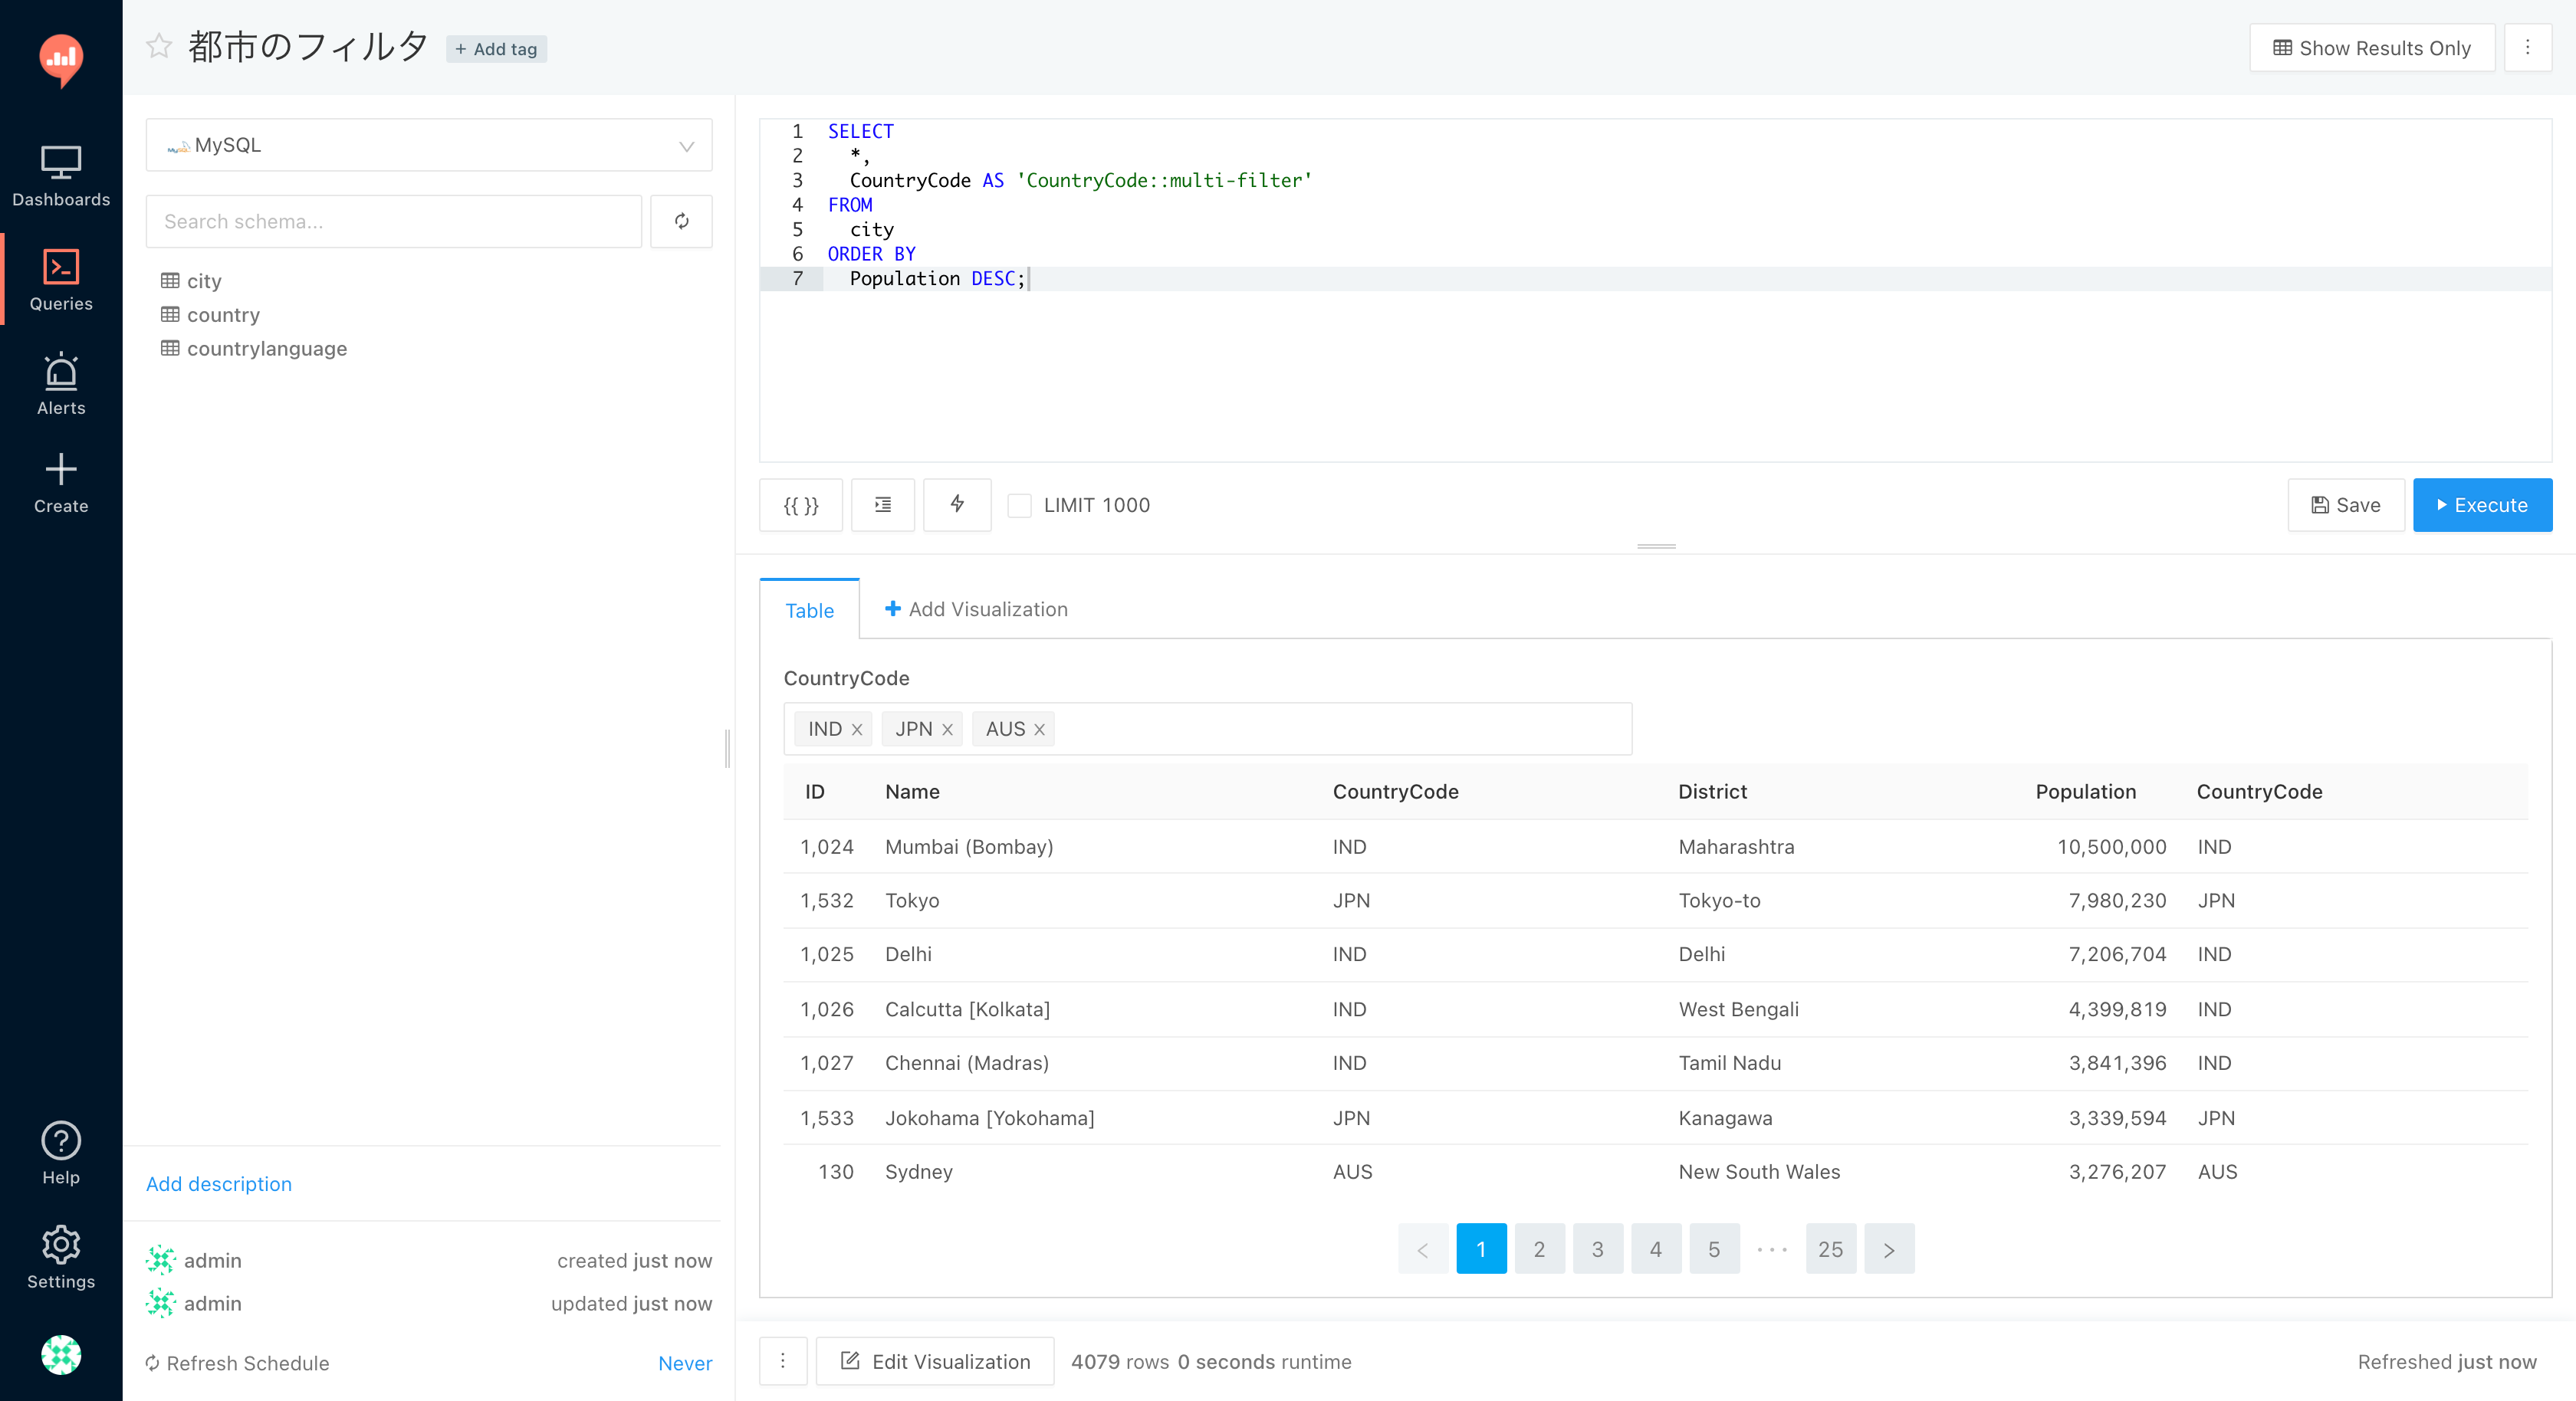 都市のフィルタ
+ Add tag
Show Results Only
Dashboards
Queries
Alerts
Create
Help
Settings
MySQL
Search schema...
city
country
countrylanguage
Add description
admin created just now
admin updated just now
Refresh Schedule Never
1 SELECT
2 *,
3 CountryCode AS 'CountryCode::multi-filter'
4 FROM
5 city
6 ORDER BY
7 Population DESC;
{{ }} LIMIT 1000 Save Execute
Table Add Visualization
CountryCode
IND JPN AUS
ID Name CountryCode District Population CountryCode
1,024 Mumbai (Bombay) IND Maharashtra 10,500,000 IND
1,532 Tokyo JPN Tokyo-to 7,980,230 JPN
1,025 Delhi IND Delhi 7,206,704 IND
1,026 Calcutta [Kolkata] IND West Bengali 4,399,819 IND
1,027 Chennai (Madras) IND Tamil Nadu 3,841,396 IND
1,533 Jokohama [Yokohama] JPN Kanagawa 3,339,594 JPN
130 Sydney AUS New South Wales 3,276,207 AUS
< 1 2 3 4 5 ··· 25 >
Edit Visualization 4079 rows 0 seconds runtime Refreshed just now